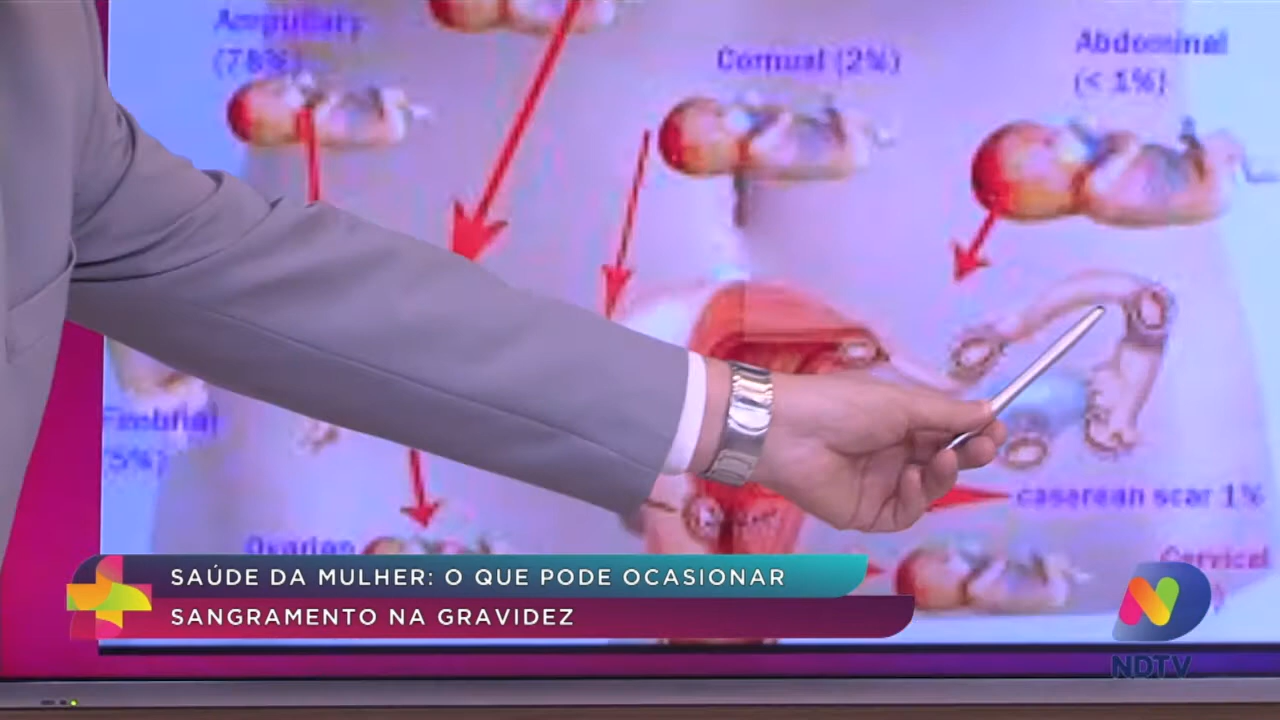 Ampullary
(78%)
Cornual (2%)
Abdominal
(< 1%)
Fimbrial
(5%)
caserean scar 1%
Ovarian
Cervical
SAÚDE DA MULHER: O QUE PODE OCASIONAR
SANGRAMENTO NA GRAVIDEZ
NDTV